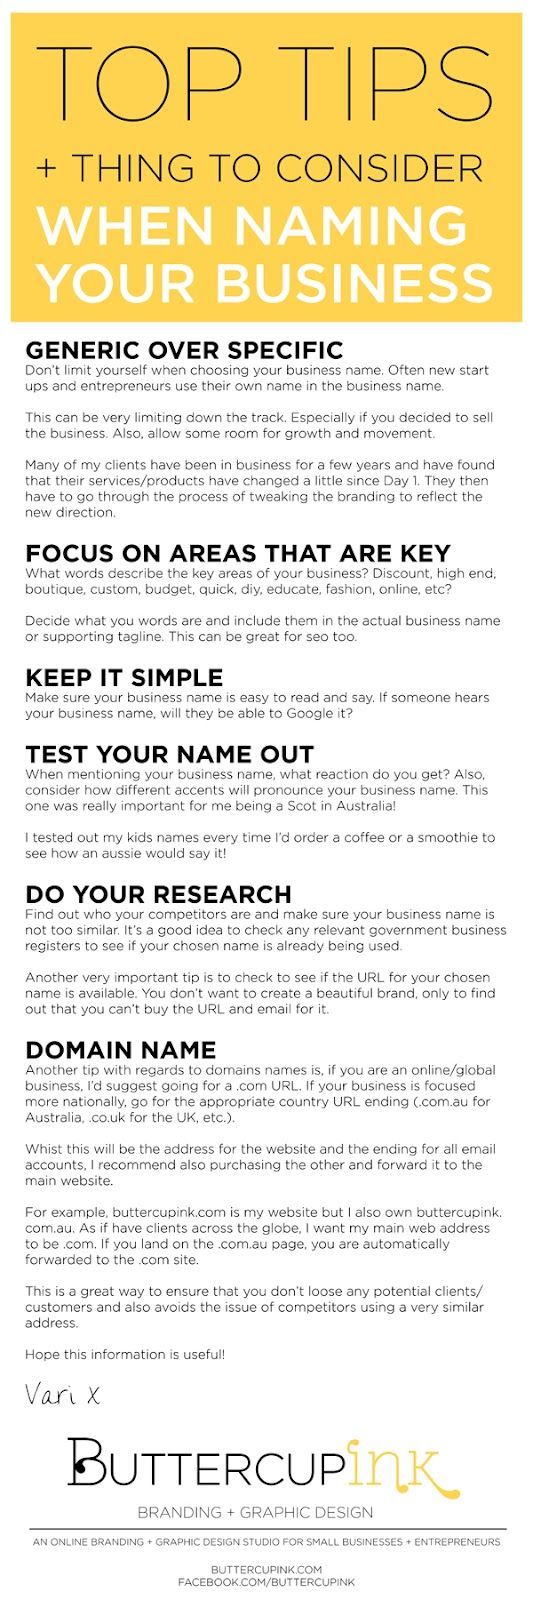 TOP TIPS
+ THING TO CONSIDER
WHEN NAMING
YOUR BUSINESS
GENERIC OVER SPECIFIC
Don't limit yourself when choosing your business name. Often new start
ups and entrepreneurs use their own name in the business name.
This can be very limiting down the track. Especially if you decided to sell
the business. Also, allow some room for growth and movement.
Many of my clients have been in business for a few years and have found
that their services/products have changed a little since Day 1. They then
have to go through the process of tweaking the branding to reflect the
new direction.
FOCUS ON AREAS THAT ARE KEY
What words describe the key areas of your business? Discount, high end,
boutique, custom, budget, quick, diy, educate, fashion, online, etc?
Decide what you words are and include them in the actual business name
or supporting tagline. This can be great for seo too.
KEEP IT SIMPLE
Make sure your business name is easy to read and say. If someone hears
your business name, will they be able to Google it?
TEST YOUR NAME OUT
When mentioning your business name, what reaction do you get? Also,
consider how different accents will pronounce your business name. This
one was really important for me being a Scot in Australia!
I tested out my kids names every time I'd order a coffee or a smoothie to
see how an aussie would say it!
DO YOUR RESEARCH
Find out who your competitors are and make sure your business name is
not too similar. It's a good idea to check any relevant government business
registers to see if your chosen name is already being used.
Another very important tip is to check to see if the URL for your chosen
name is available. You don't want to create a beautiful brand, only to find
out that you can't buy the URL and email for it.
DOMAIN NAME
Another tip with regards to domains names is, if you are an online/global
business, I'd suggest going for a .com URL. If your business is focused
more nationally, go for the appropriate country URL ending (.com.au for
Australia, .co.uk for the UK, etc.).
Whist this will be the address for the website and the ending for all email
accounts, I recommend also purchasing the other and forward it to the
main website.
For example, buttercupink.com is my website but I also own buttercupink.
com.au. As if have clients across the globe, I want my main web address
to be .com. If you land on the .com.au page, you are automatically
forwarded to the .com site.
This is a great way to ensure that you don't loose any potential clients/
customers and also avoids the issue of competitors using a very similar
address.
Hope this information is useful!
Vari x
BUTTERCUPINK
BRANDING + GRAPHIC DESIGN
AN ONLINE BRANDING + GRAPHIC DESIGN STUDIO FOR SMALL BUSINESSES + ENTREPRENEURS
BUTTERCUPINK.COM
FACEBOOK.COM/BUTTERCUPINK